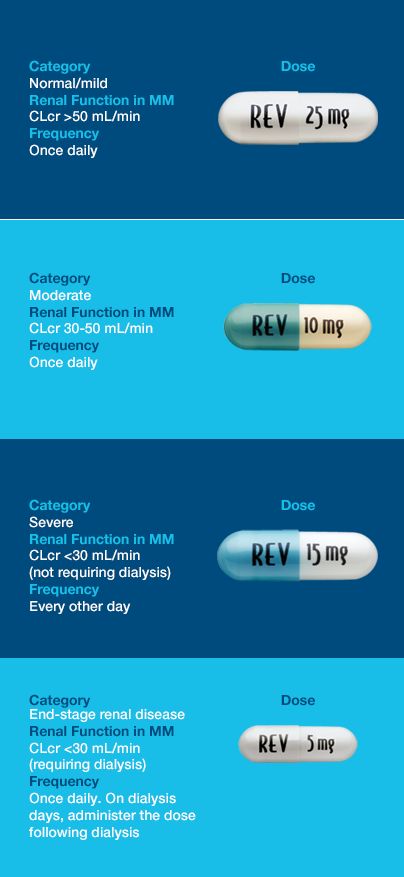 Category
Dose
Normal/mild
Renal Function in MM
CLcr >50 mL/min
REV 25 mg
Frequency
Once daily
Category
Dose
Moderate
Renal Function in MM
CLcr 30-50 mL/min
REV 10 mg
Frequency
Once daily
Category
Dose
Severe
Renal Function in MM
CLcr <30 mL/min
REV 15 mg
(not requiring dialysis)
Frequency
Every other day
Category
Dose
End-stage renal disease
Renal Function in MM
CLcr <30 mL/min
REV 5 mg
(requiring dialysis)
Frequency
Once daily. On dialysis
days, administer the dose
following dialysis